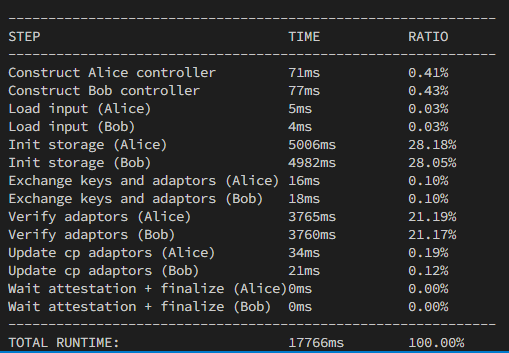 ------------------------------------------------------------
STEP TIME RATIO
------------------------------------------------------------
Construct Alice controller 71ms 0.41%
Construct Bob controller 77ms 0.43%
Load input (Alice) 5ms 0.03%
Load input (Bob) 4ms 0.03%
Init storage (Alice) 5006ms 28.18%
Init storage (Bob) 4982ms 28.05%
Exchange keys and adaptors (Alice) 16ms 0.10%
Exchange keys and adaptors (Bob) 18ms 0.10%
Verify adaptors (Alice) 3765ms 21.19%
Verify adaptors (Bob) 3760ms 21.17%
Update cp adaptors (Alice) 34ms 0.19%
Update cp adaptors (Bob) 21ms 0.12%
Wait attestation + finalize (Alice)0ms 0.00%
Wait attestation + finalize (Bob) 0ms 0.00%
------------------------------------------------------------
TOTAL RUNTIME: 17766ms 100.00%